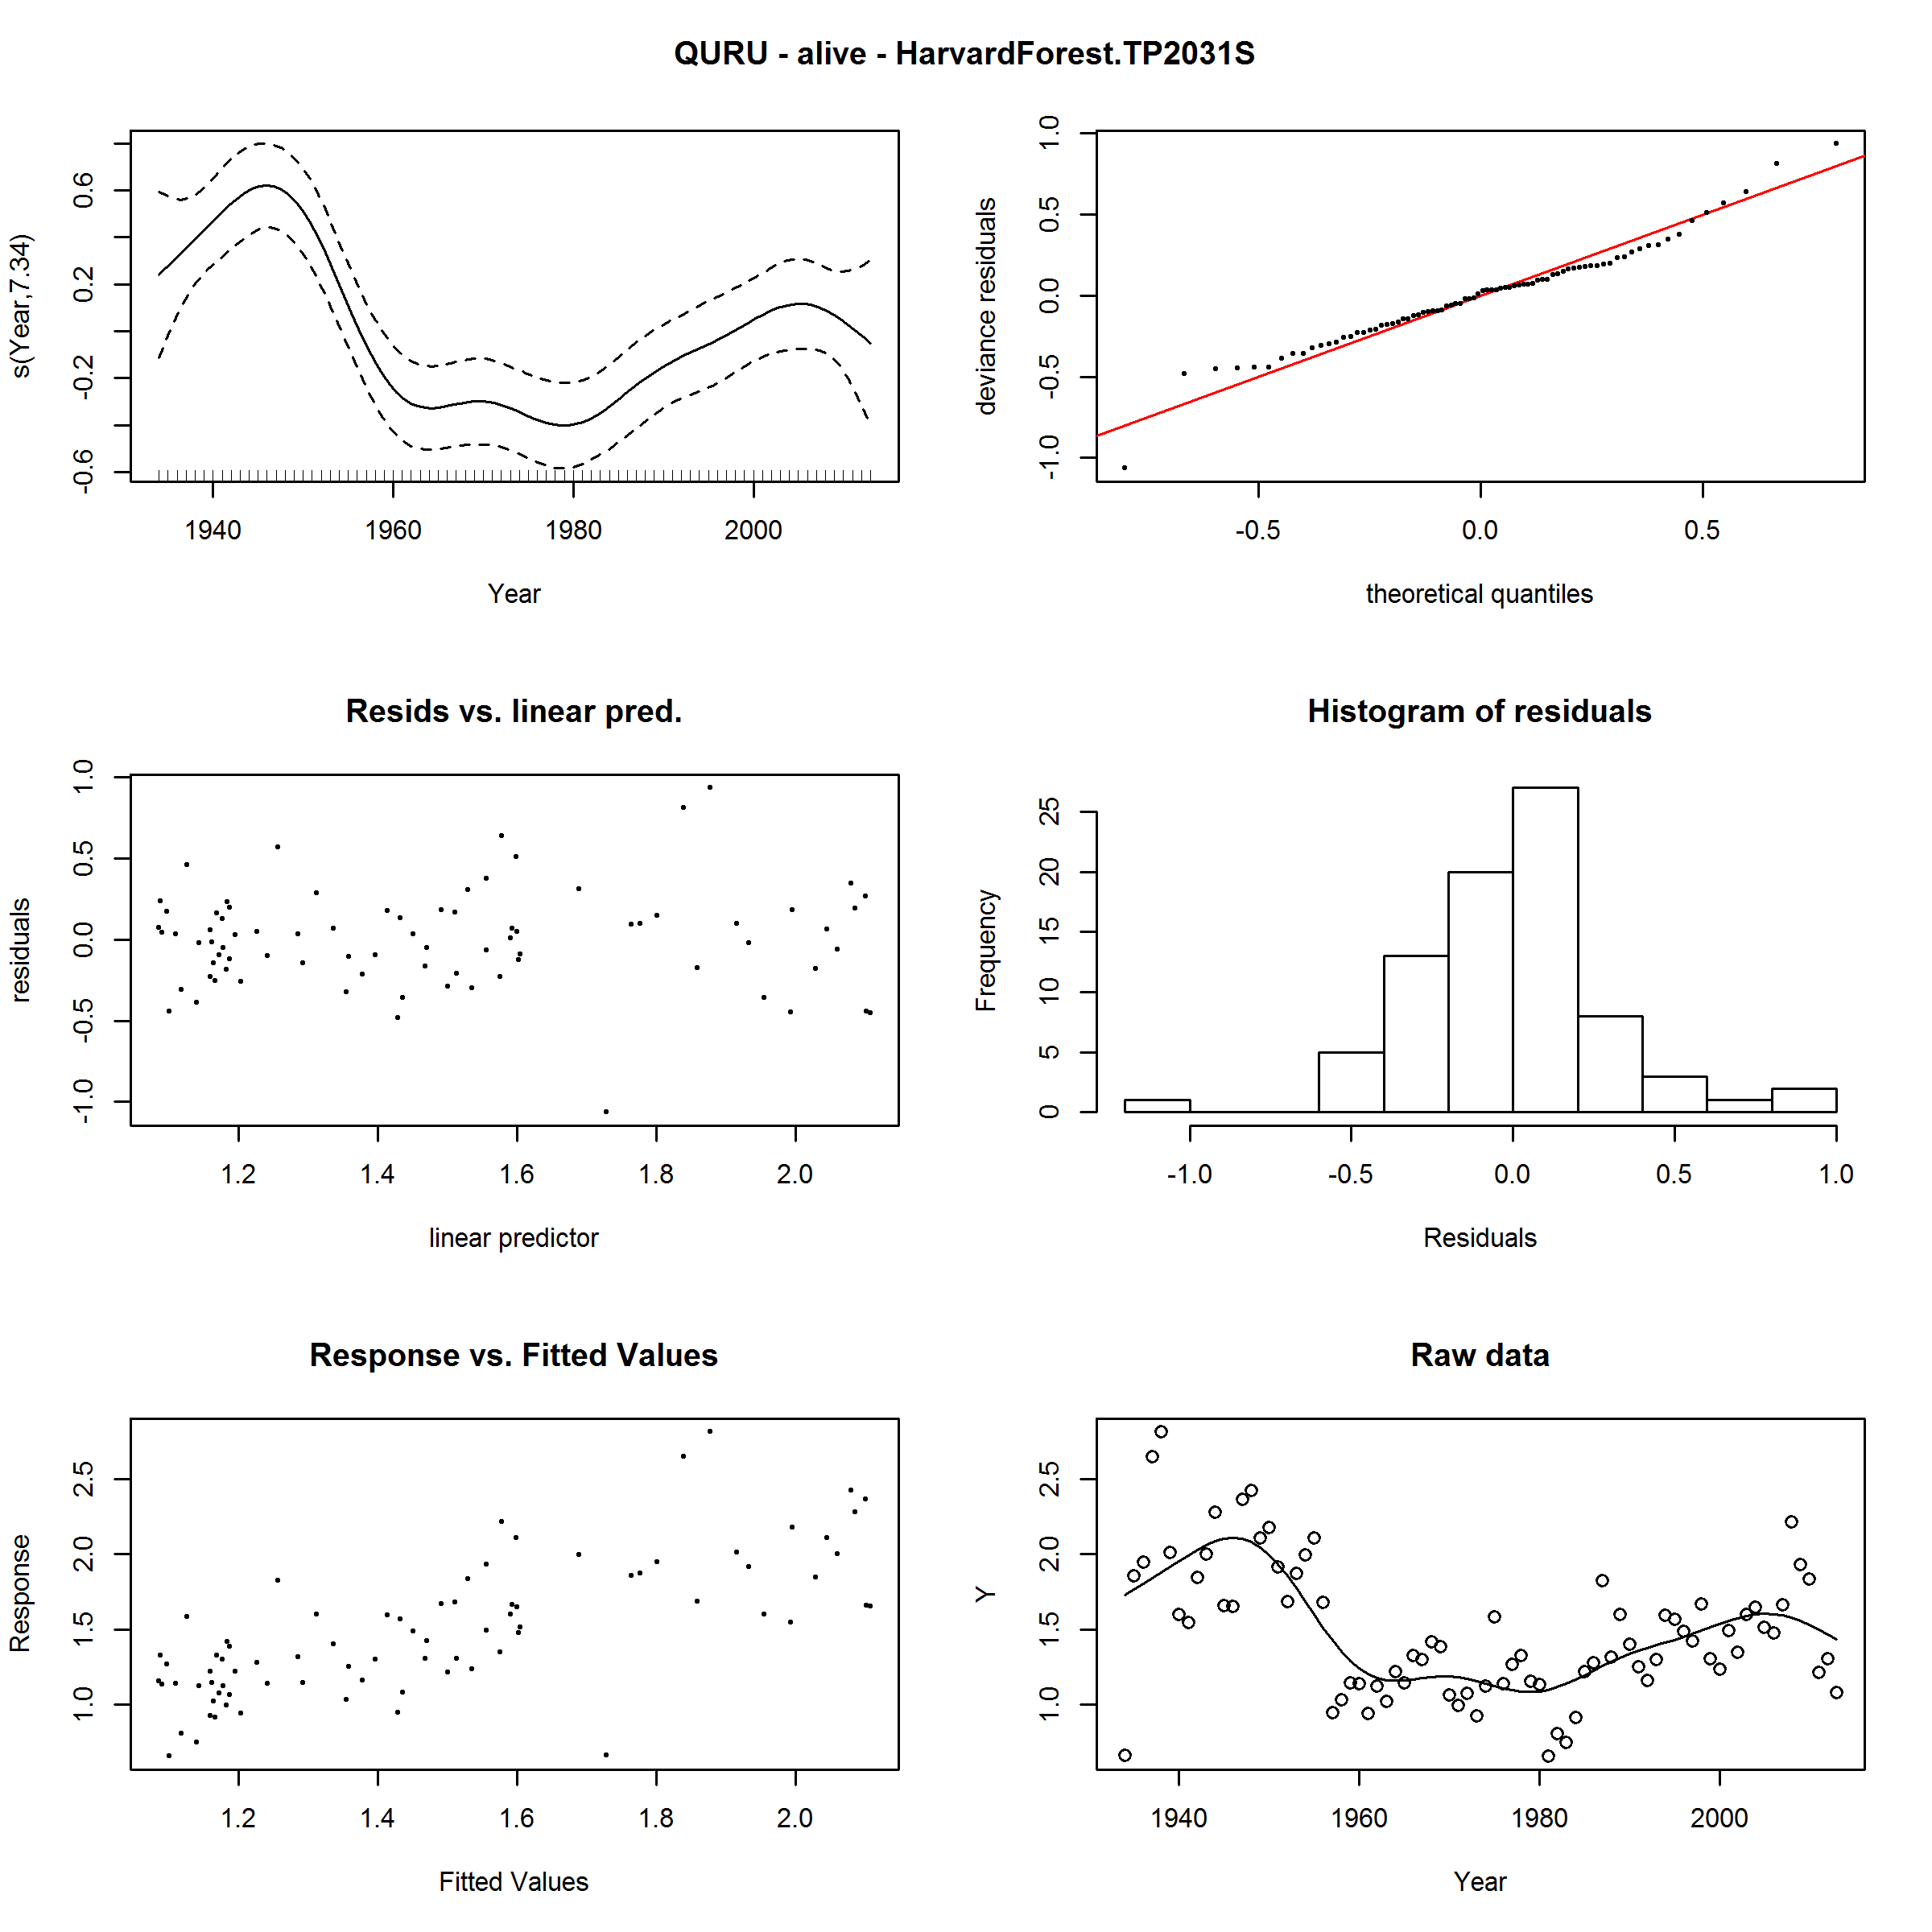 QURU - alive - HarvardForest.TP2031S
s(Year,7.34)
-0.6 -0.2 0.2 0.6
1940 1960 1980 2000
Year
deviance residuals
-1.0 -0.5 0.0 0.5 1.0
-0.5 0.0 0.5
theoretical quantiles
Resids vs. linear pred.
residuals
-1.0 -0.5 0.0 0.5 1.0
1.2 1.4 1.6 1.8 2.0
linear predictor
Histogram of residuals
Frequency
0 5 10 15 20 25
-1.0 -0.5 0.0 0.5 1.0
Residuals
Response vs. Fitted Values
Response
1.0 1.5 2.0 2.5
1.2 1.4 1.6 1.8 2.0
Fitted Values
Raw data
Y
1.0 1.5 2.0 2.5
1940 1960 1980 2000
Year